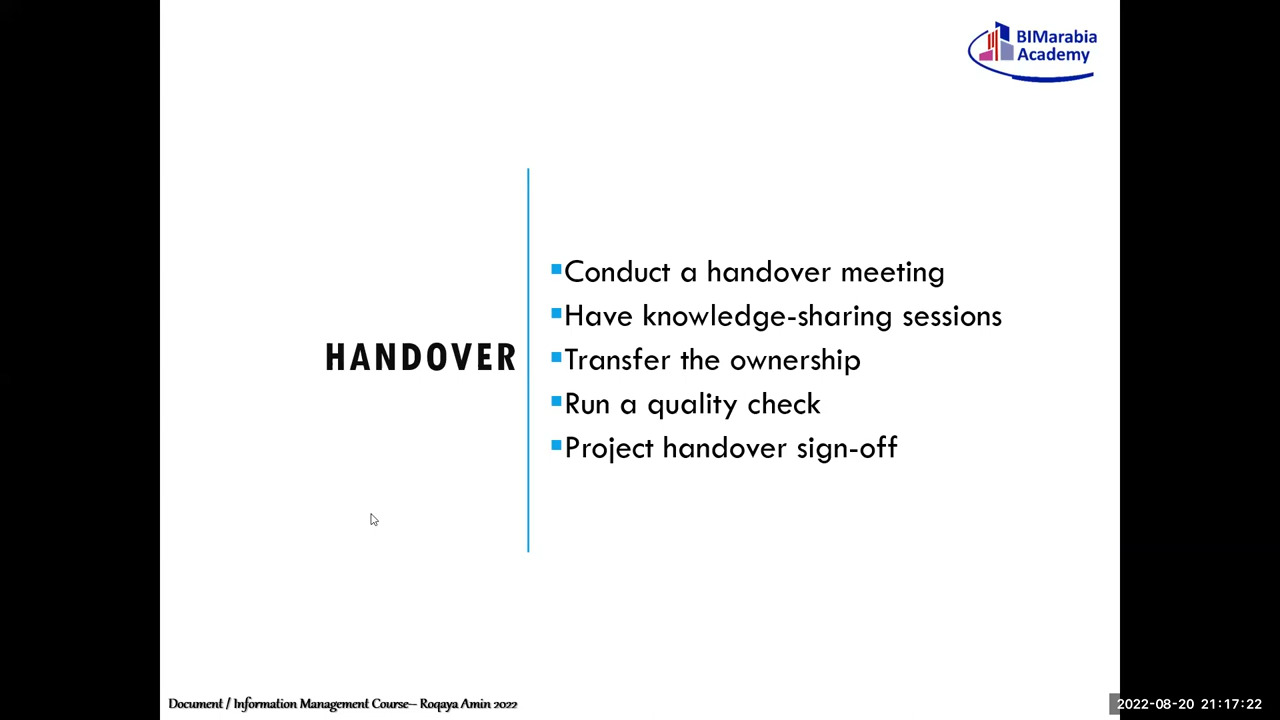 BIMarabia
Academy
HANDOVER
Conduct a handover meeting
Have knowledge-sharing sessions
Transfer the ownership
Run a quality check
Project handover sign-off
Document / Information Management Course– Roqaya Amin 2022
2022-08-20 21:17:22